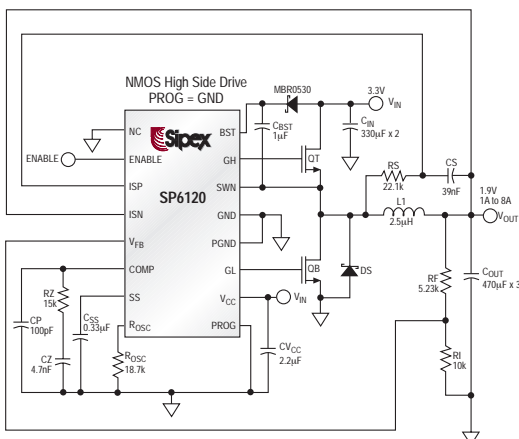 NMOS High Side Drive
PROG = GND
MBR0530
3.3V
VIN
CIN
330µF x 2
CBST
1µF
NC
Sipex
BST
ENABLE
ENABLE
GH
QT
ISP
SWN
SP6120
ISN
GND
VFB
PGND
COMP
GL
QB
DS
SS
VCC
VIN
ROSC
PROG
RS
22.1k
CS
39nF
L1
2.5µH
1.9V
1A to 8A
VOUT
RF
5.23k
COUT
470µF x 3
RI
10k
RZ
15k
CP
100pF
CZ
4.7nF
CSS
0.33µF
ROSC
18.7k
CVCC
2.2µF